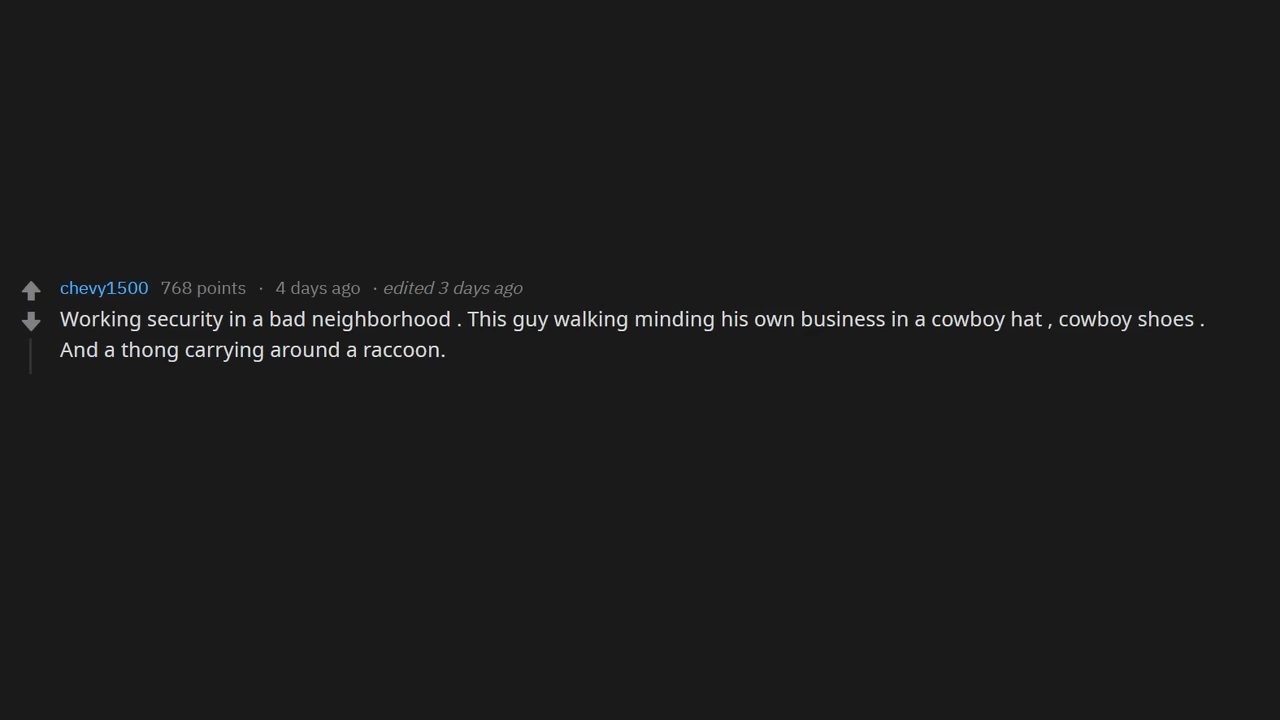 chevy1500 768 points · 4 days ago · edited 3 days ago
Working security in a bad neighborhood . This guy walking minding his own business in a cowboy hat , cowboy shoes .
And a thong carrying around a raccoon.